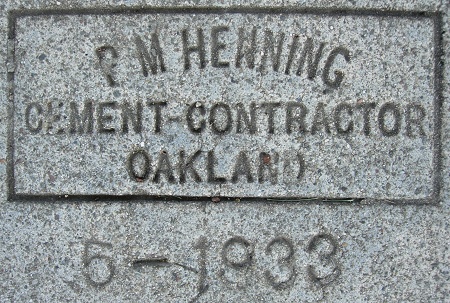 P M HENNING
CEMENT-CONTRACTOR
OAKLAND
5-1933